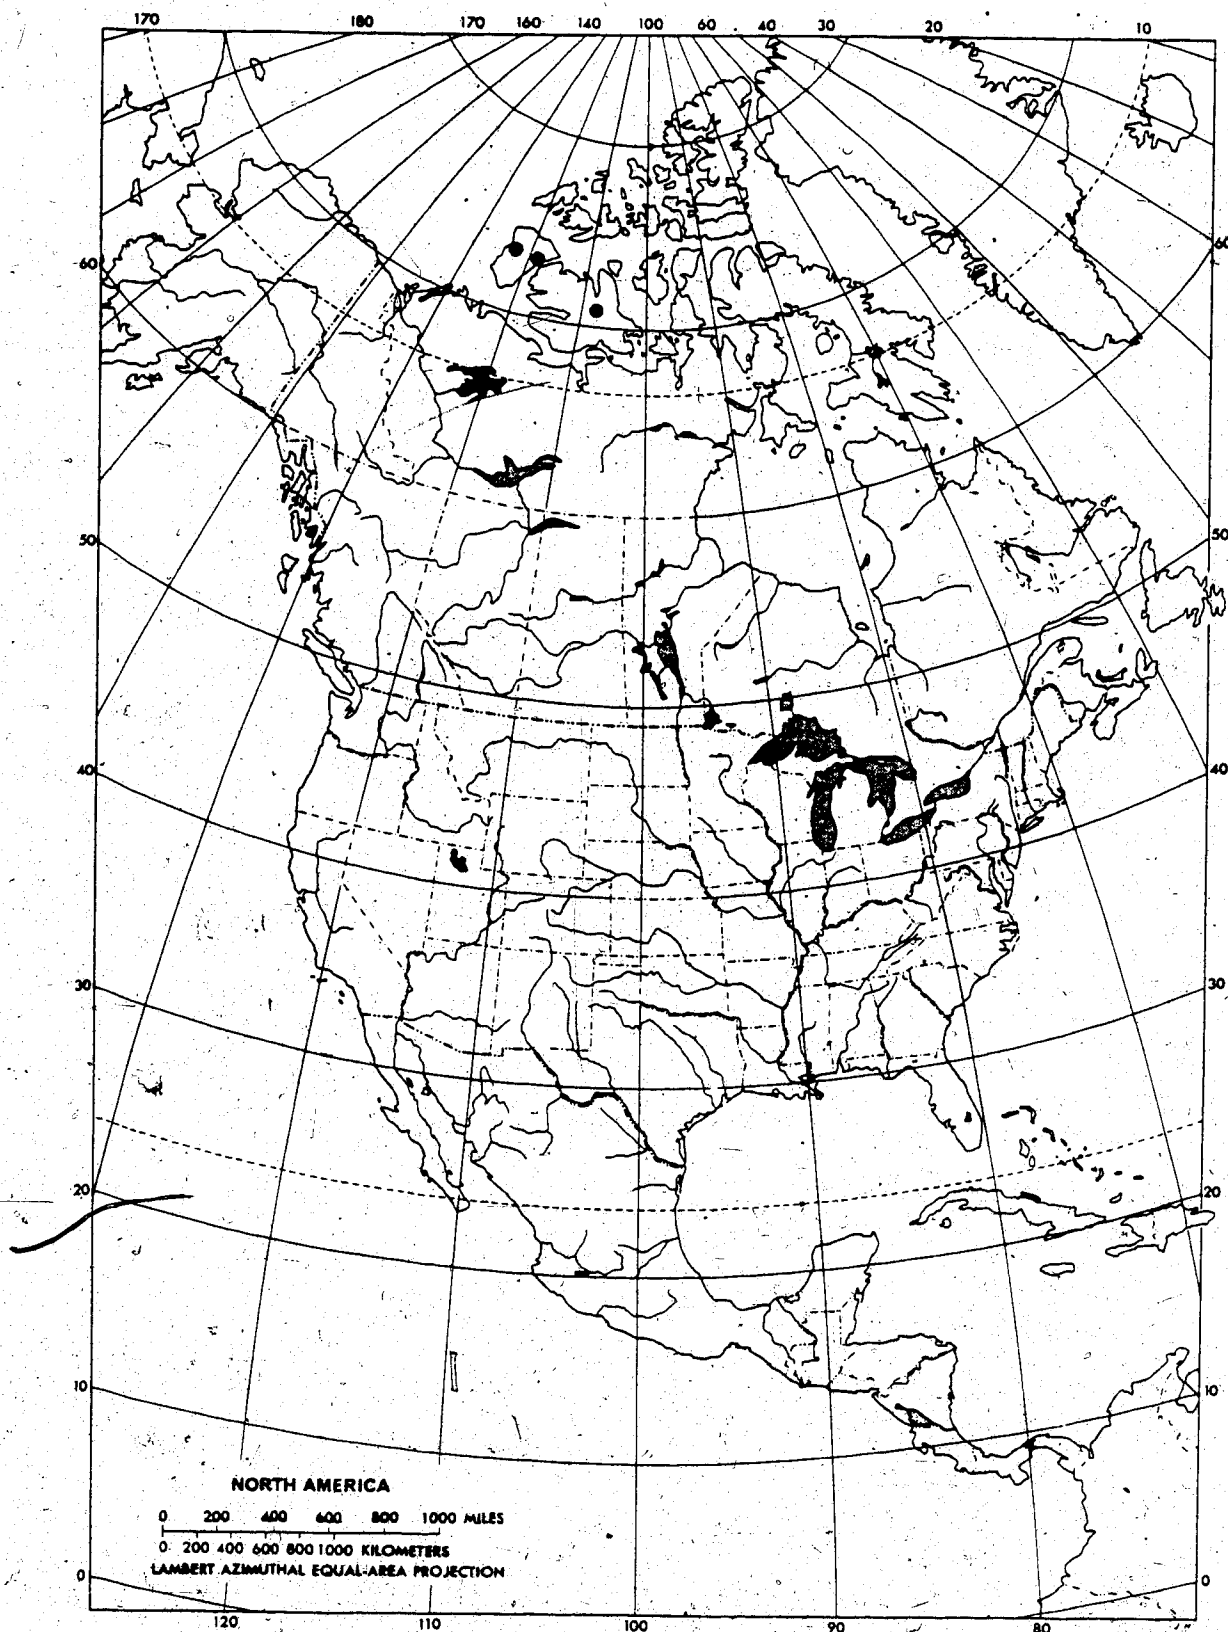 170 180 170 160 140 100 60 40 30 20 10
60 60
50 50
40 40
30 30
20 20
10 10
NORTH AMERICA
0 200 400 600 800 1000 MILES
0 200 400 600 800 1000 KILOMETERS
LAMBERT AZIMUTHAL EQUAL-AREA PROJECTION
0 0
120 110 100 90 80